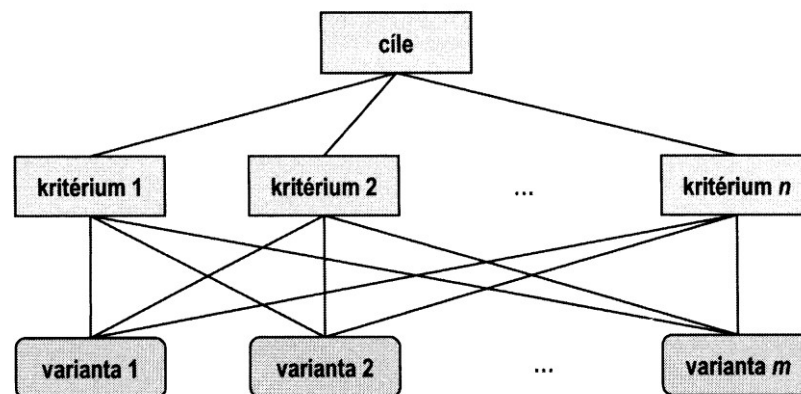 cíle
kritérium 1 kritérium 2 ... kritérium n
varianta 1 varianta 2 ... varianta m